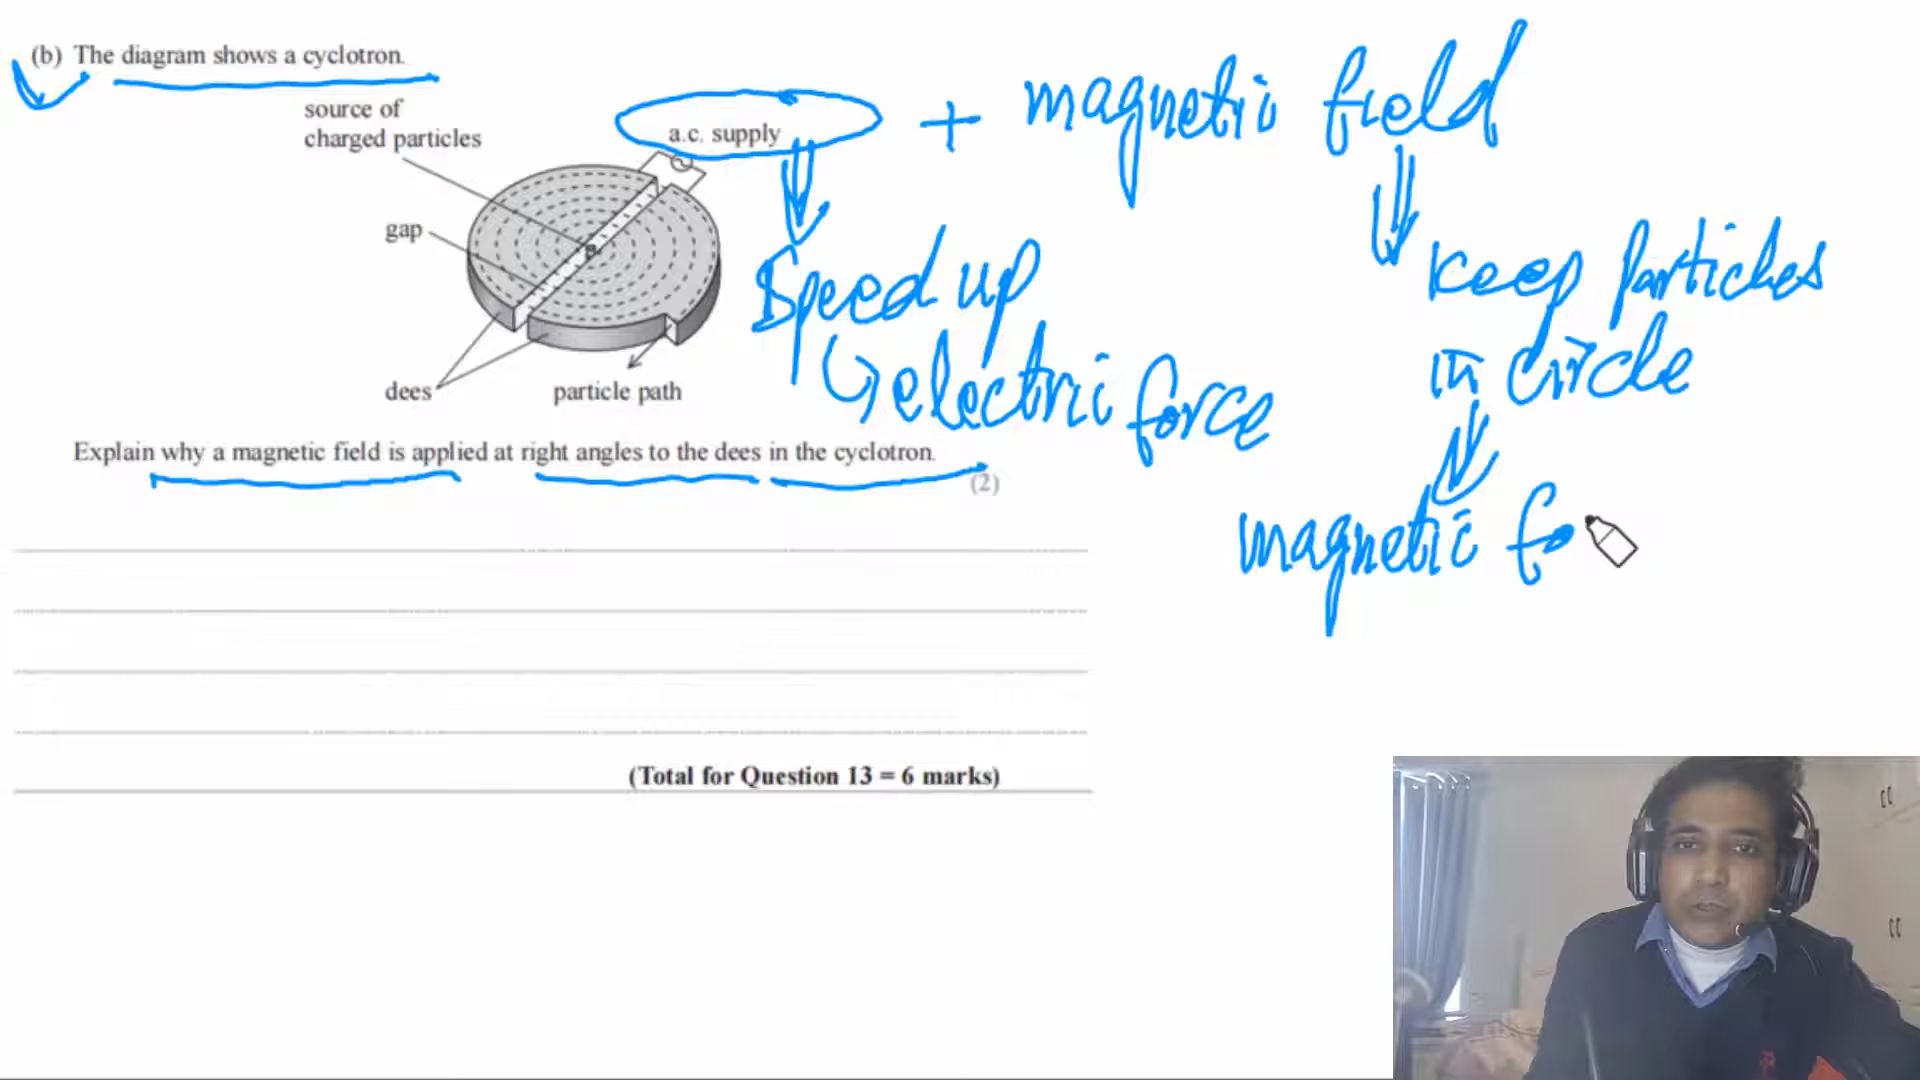 (b) The diagram shows a cyclotron.
source of
charged particles
a.c. supply
+ magnetic field
gap
Speed up
↳ electric force
keep particles
in circle
dees
particle path
Explain why a magnetic field is applied at right angles to the dees in the cyclotron.
(2)
magnetic fo
(Total for Question 13 = 6 marks)